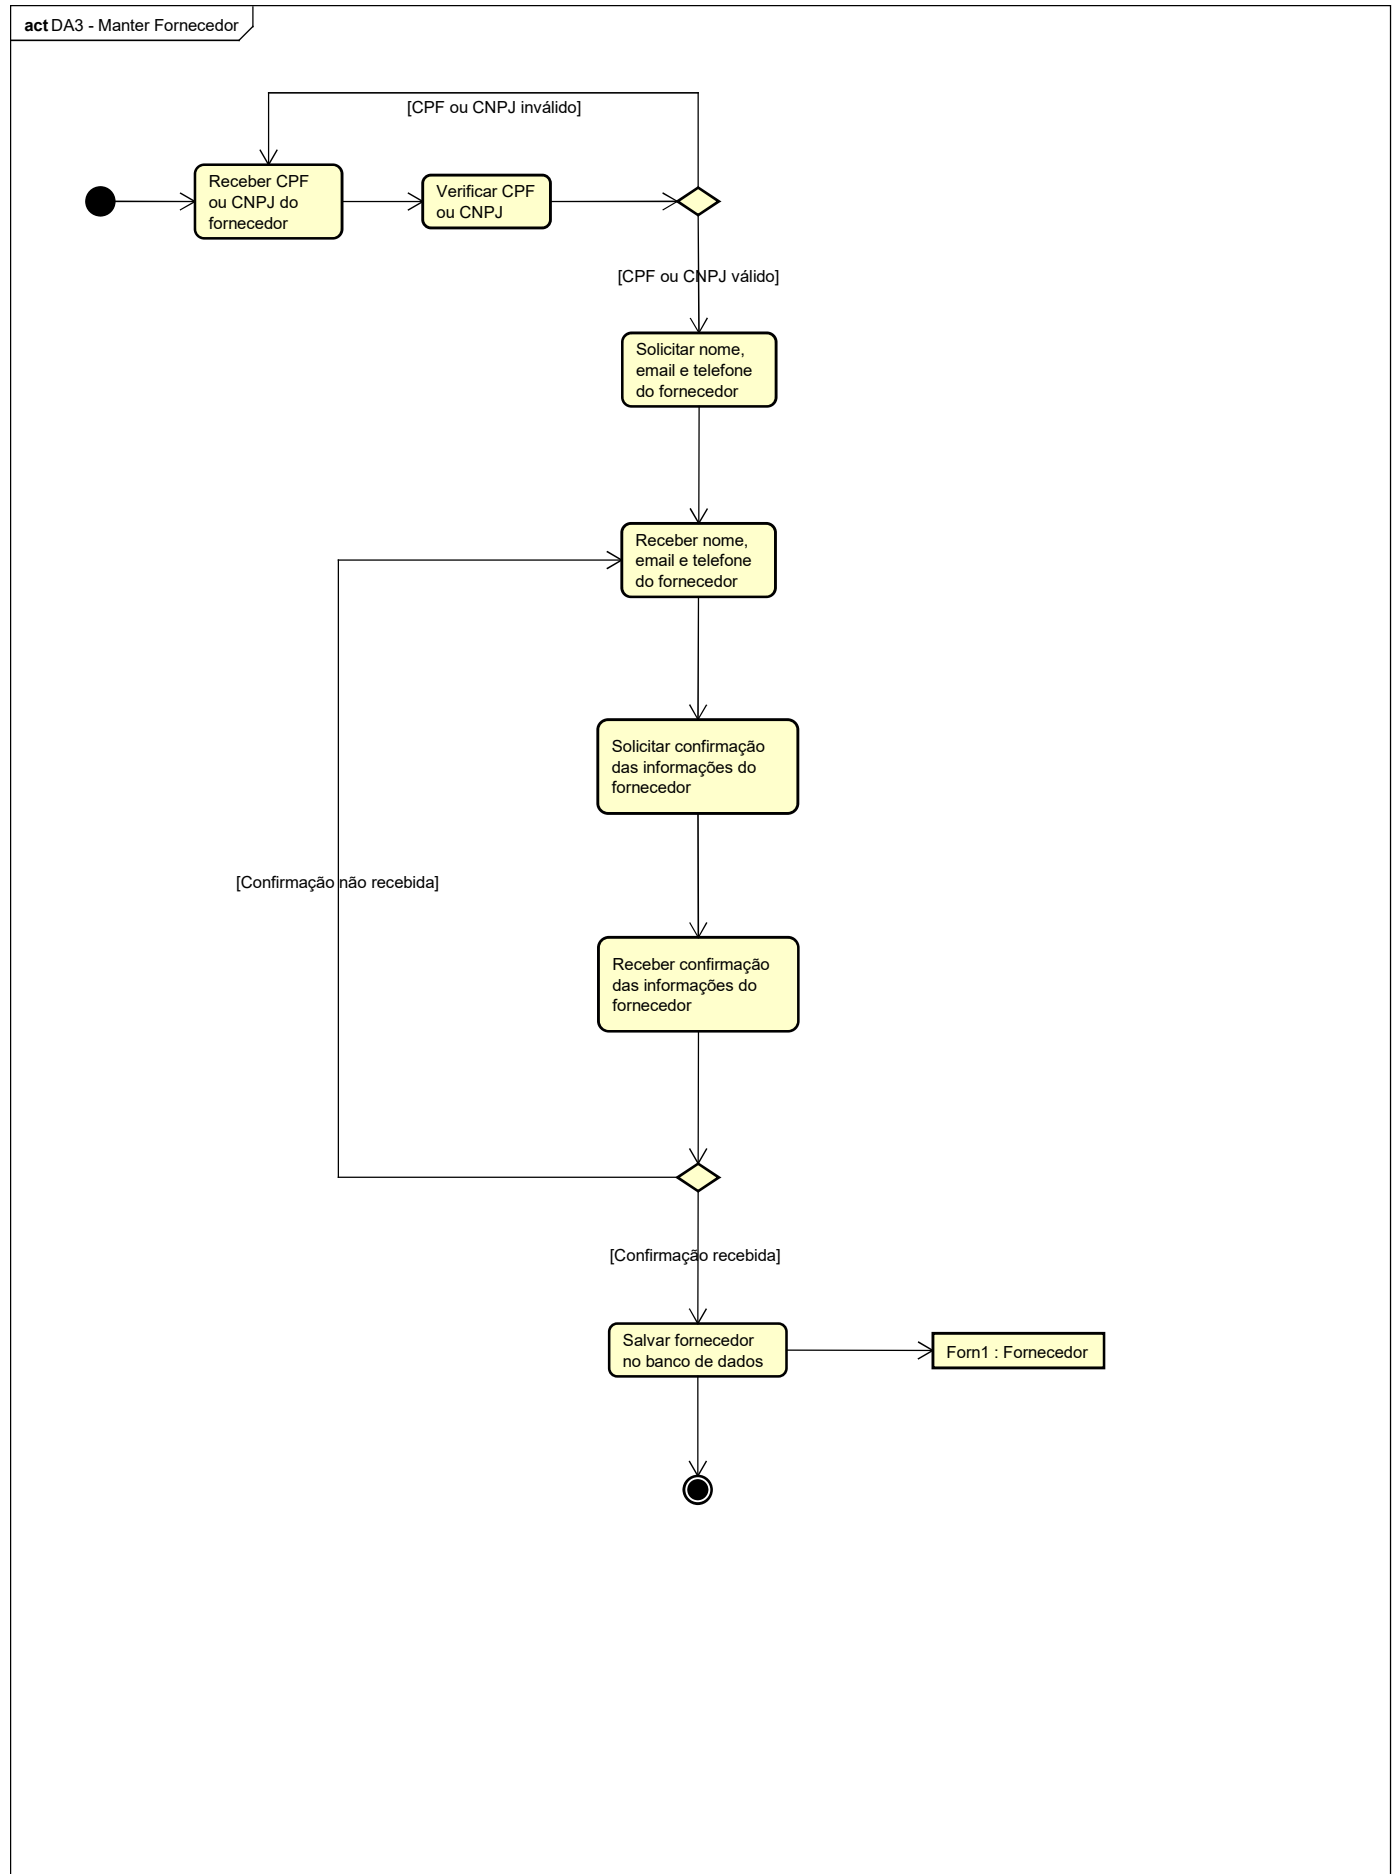 act DA3 - Manter Fornecedor
[CPF ou CNPJ inválido]
Receber CPF
ou CNPJ do
fornecedor
Verificar CPF
ou CNPJ
[CPF ou CNPJ válido]
Solicitar nome,
email e telefone
do fornecedor
Receber nome,
email e telefone
do fornecedor
Solicitar confirmação
das informações do
fornecedor
[Confirmação não recebida]
Receber confirmação
das informações do
fornecedor
[Confirmação recebida]
Salvar fornecedor
no banco de dados
Forn1 : Fornecedor